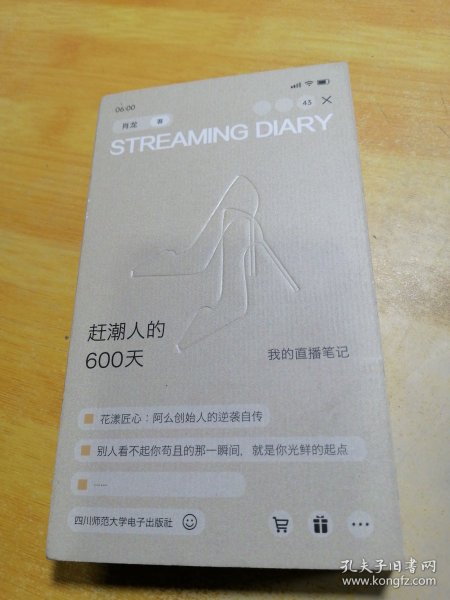 06:00
肖龙 著
43
STREAMING DIARY
赶潮人的
600天
我的直播笔记
花漾匠心：阿么创始人的逆袭自传
别人看不起你苟且的那一瞬间，就是你光鲜的起点
......
四川师范大学电子出版社
孔夫子旧书网
www.kongfz.com